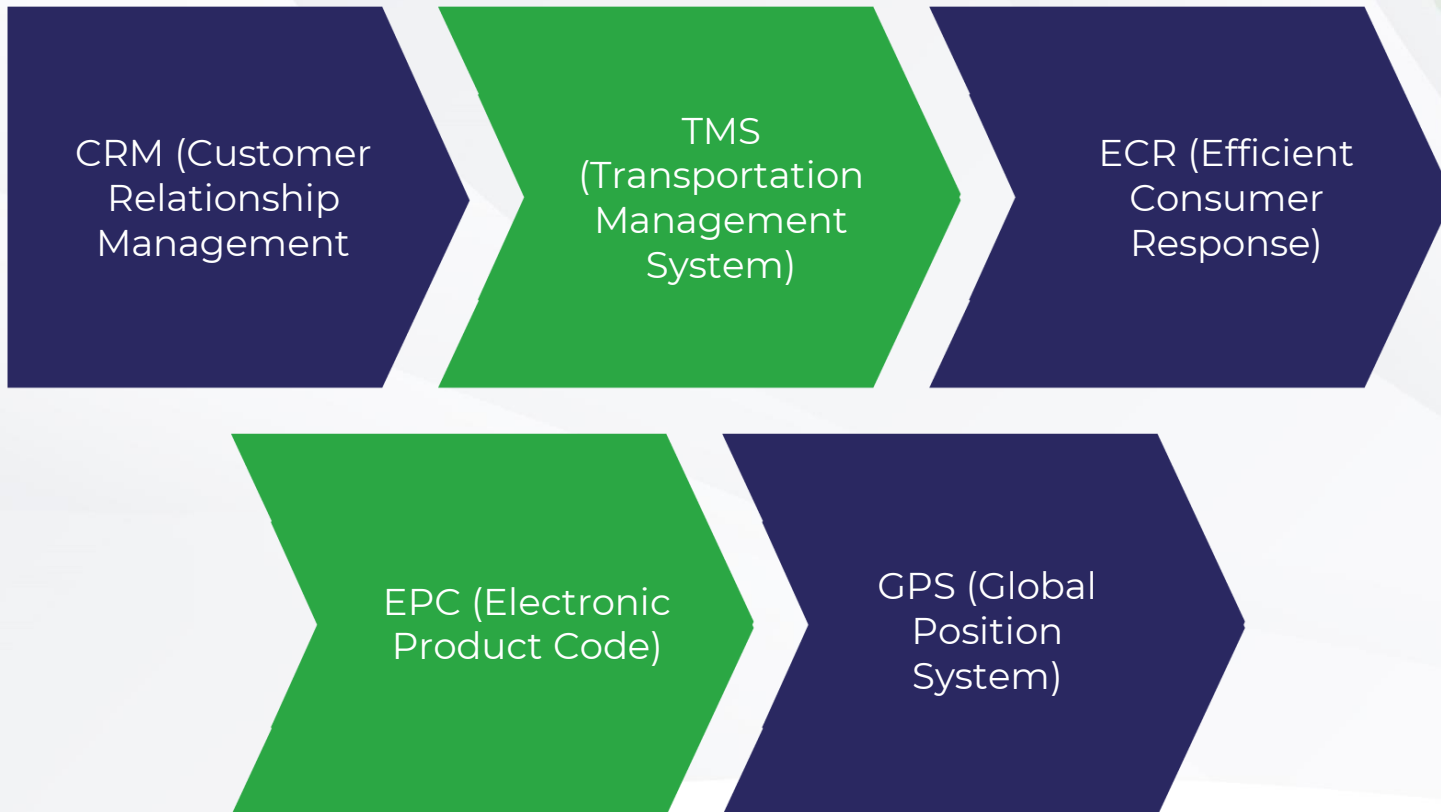 CRM (Customer
Relationship
Management
TMS
(Transportation
Management
System)
ECR (Efficient
Consumer
Response)
EPC (Electronic
Product Code)
GPS (Global
Position
System)